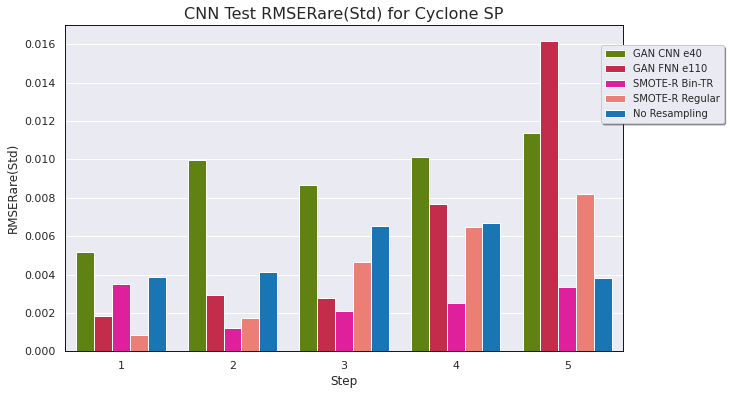 CNN Test RMSERare(Std) for Cyclone SP
RMSERare(Std)
0.016
0.014
0.012
0.010
0.008
0.006
0.004
0.002
0.000
GAN CNN e40
GAN FNN e110
SMOTE-R Bin-TR
SMOTE-R Regular
No Resampling
1 2 3 4 5
Step